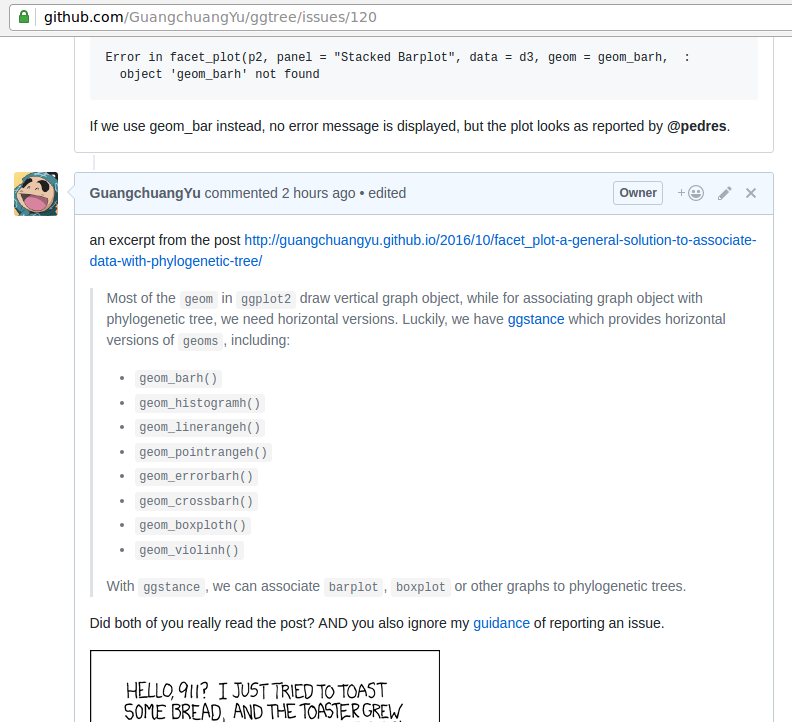 github.com/GuangchuangYu/ggtree/issues/120
Error in facet_plot(p2, panel = "Stacked Barplot", data = d3, geom = geom_barh,  :
  object 'geom_barh' not found
If we use geom_bar instead, no error message is displayed, but the plot looks as reported by @pedres.
GuangchuangYu commented 2 hours ago • edited
Owner
+
an excerpt from the post http://guangchuangyu.github.io/2016/10/facet_plot-a-general-solution-to-associate-
data-with-phylogenetic-tree/
Most of the geom in ggplot2 draw vertical graph object, while for associating graph object with
phylogenetic tree, we need horizontal versions. Luckily, we have ggstance which provides horizontal
versions of geoms, including:
• geom_barh()
• geom_histogramh()
• geom_linerangeh()
• geom_pointrangeh()
• geom_errorbarh()
• geom_crossbarh()
• geom_boxploth()
• geom_violinh()
With ggstance, we can associate barplot, boxplot or other graphs to phylogenetic trees.
Did both of you really read the post? AND you also ignore my guidance of reporting an issue.
HELLO, 911? I JUST TRIED TO TOAST
SOME BREAD, AND THE TOASTER GREW